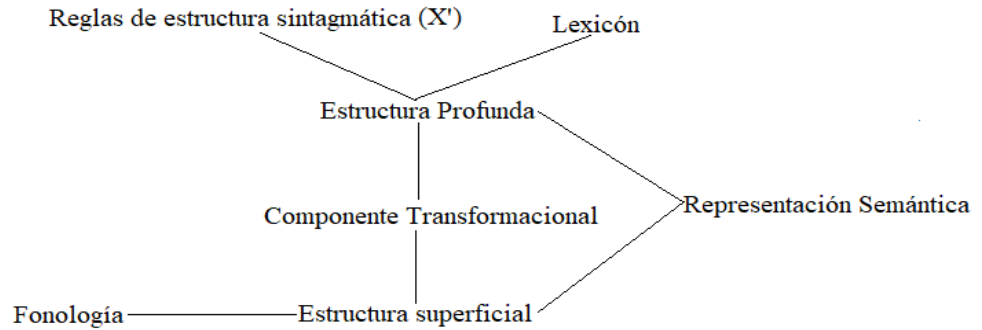 Reglas de estructura sintagmática (X')
Lexicón
Estructura Profunda
Componente Transformacional
Representación Semántica
Fonología
Estructura superficial